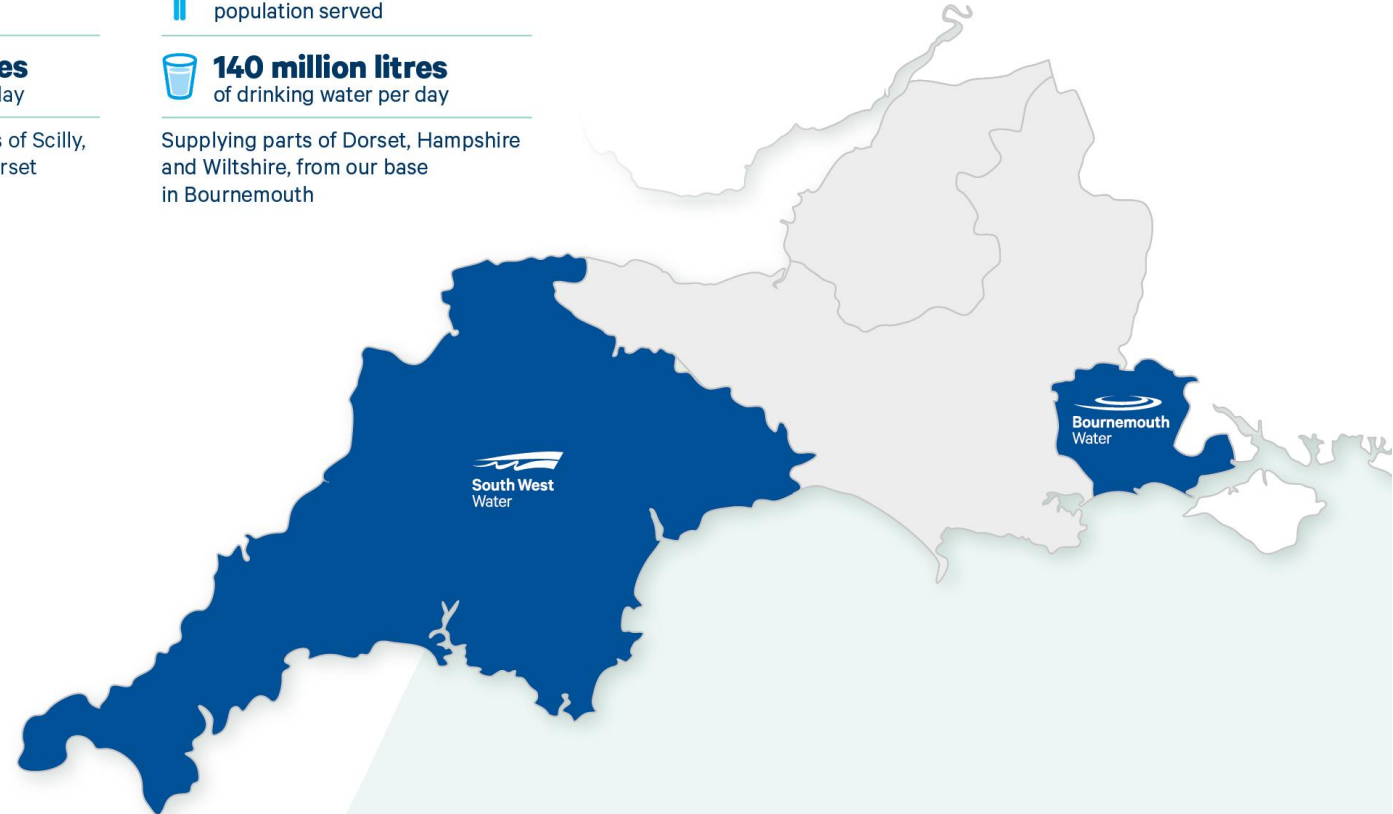 es
lay
s of Scilly,
rset
population served
140 million litres
of drinking water per day
Supplying parts of Dorset, Hampshire
and Wiltshire, from our base
in Bournemouth
South West
Water
Bournemouth
Water